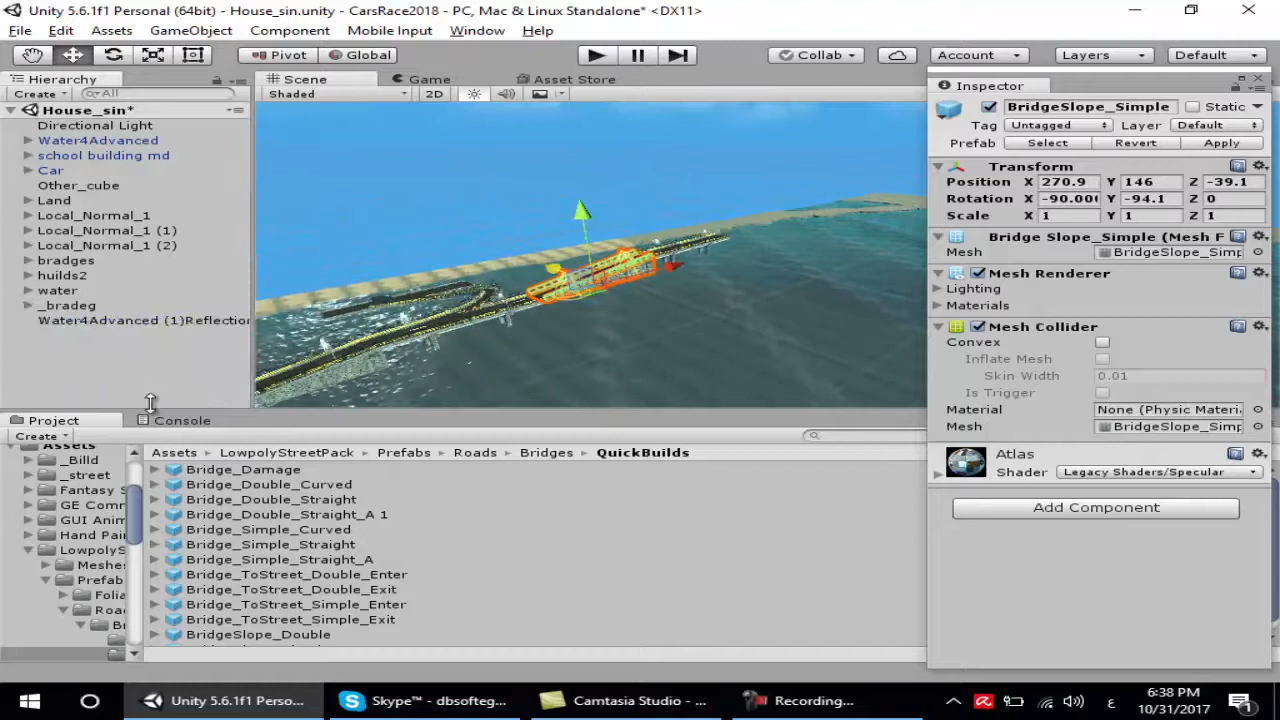 Unity 5.6.1f1 Personal (64bit) - House_sin.unity - CarsRace2018 - PC, Mac & Linux Standalone* <DX11>
File Edit Assets GameObject Component Mobile Input Window Help
Pivot Global Collab Account Layers Default
Hierarchy
Create All
House_sin*
Directional Light
Water4Advanced
school building md
Car
Other_cube
Land
Local_Normal_1
Local_Normal_1 (1)
Local_Normal_1 (2)
bradges
huilds2
water
_bradeg
Water4Advanced (1)Reflection
Scene Game Asset Store
Shaded 2D
Inspector
BridgeSlope_Simple Static
Tag Untagged Layer Default
Prefab Select Revert Apply
Transform
Position X 270.9 Y 146 Z -39.1
Rotation X -90.00( Y -94.1 Z 0
Scale X 1 Y 1 Z 1
Bridge Slope_Simple (Mesh F
Mesh BridgeSlope_Simp
Mesh Renderer
Lighting
Materials
Mesh Collider
Convex
Inflate Mesh
Skin Width 0.01
Is Trigger
Material None (Physic Materi
Mesh BridgeSlope_Simp
Atlas
Shader Legacy Shaders/Specular
Add Component
Project Console
Create
Assets
_Billd
_street
Fantasy S
GE Comm
GUI Anim
Hand Pai
LowpolyS
Meshes
Prefab
Folia
Roa
Br
Assets LowpolyStreetPack Prefabs Roads Bridges QuickBuilds
Bridge_Damage
Bridge_Double_Curved
Bridge_Double_Straight
Bridge_Double_Straight_A 1
Bridge_Simple_Curved
Bridge_Simple_Straight
Bridge_Simple_Straight_A
Bridge_ToStreet_Double_Enter
Bridge_ToStreet_Double_Exit
Bridge_ToStreet_Simple_Enter
Bridge_ToStreet_Simple_Exit
BridgeSlope_Double
Unity 5.6.1f1 Perso... Skype™ - dbsofteg... Camtasia Studio - ... Recording...
ع
6:38 PM
10/31/2017
1